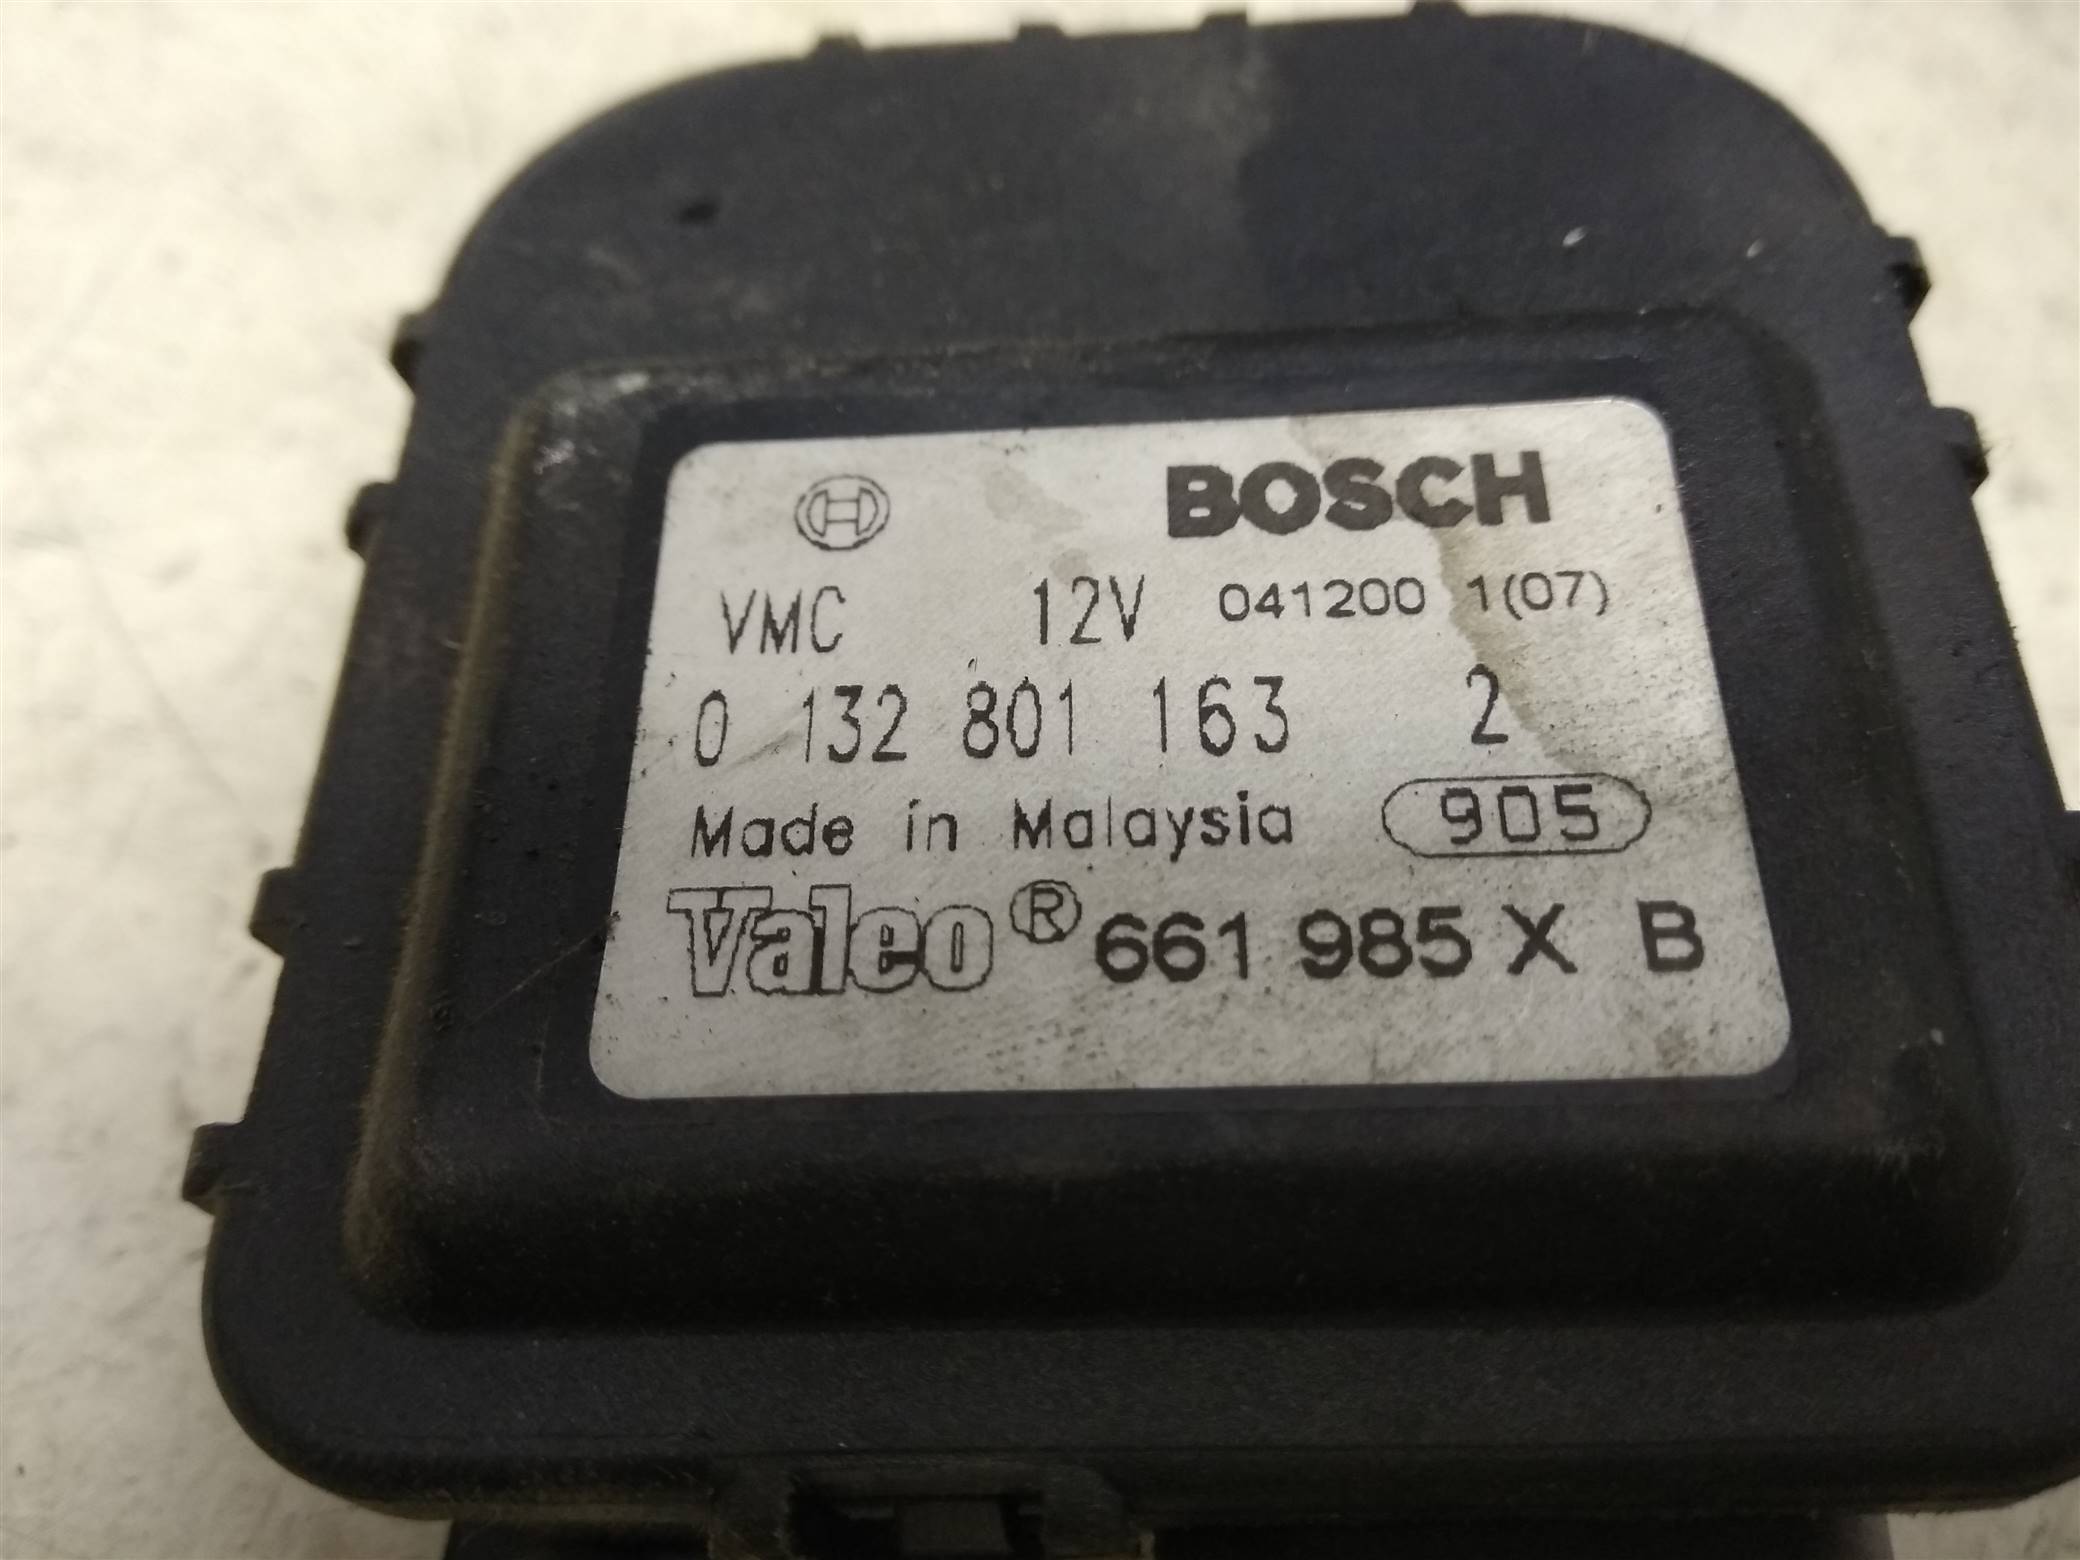 BOSCH
VMC 12V 041200 1(07)
0 132 801 163 2
Made in Malaysia 905
Valeo® 661 985 X B